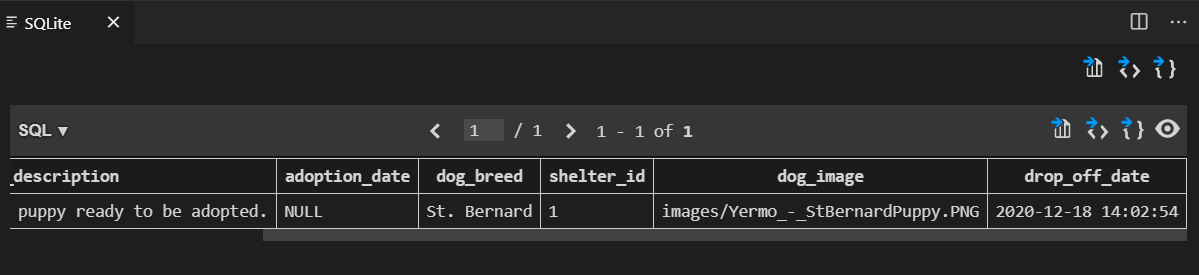 SQLite
SQL ▼ 1 / 1 1 - 1 of 1
_description adoption_date dog_breed shelter_id dog_image drop_off_date
puppy ready to be adopted. NULL St. Bernard 1 images/Yermo_-_StBernardPuppy.PNG 2020-12-18 14:02:54